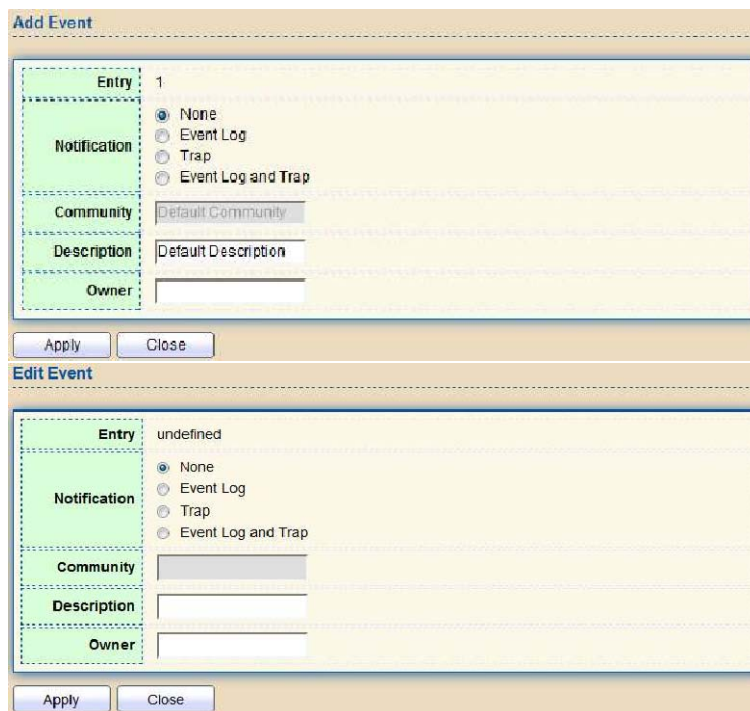 Add Event
Entry 1
Notification None
Event Log
Trap
Event Log and Trap
Community Default Community
Description Default Description
Owner
Apply Close
Edit Event
Entry undefined
Notification None
Event Log
Trap
Event Log and Trap
Community
Description
Owner
Apply Close